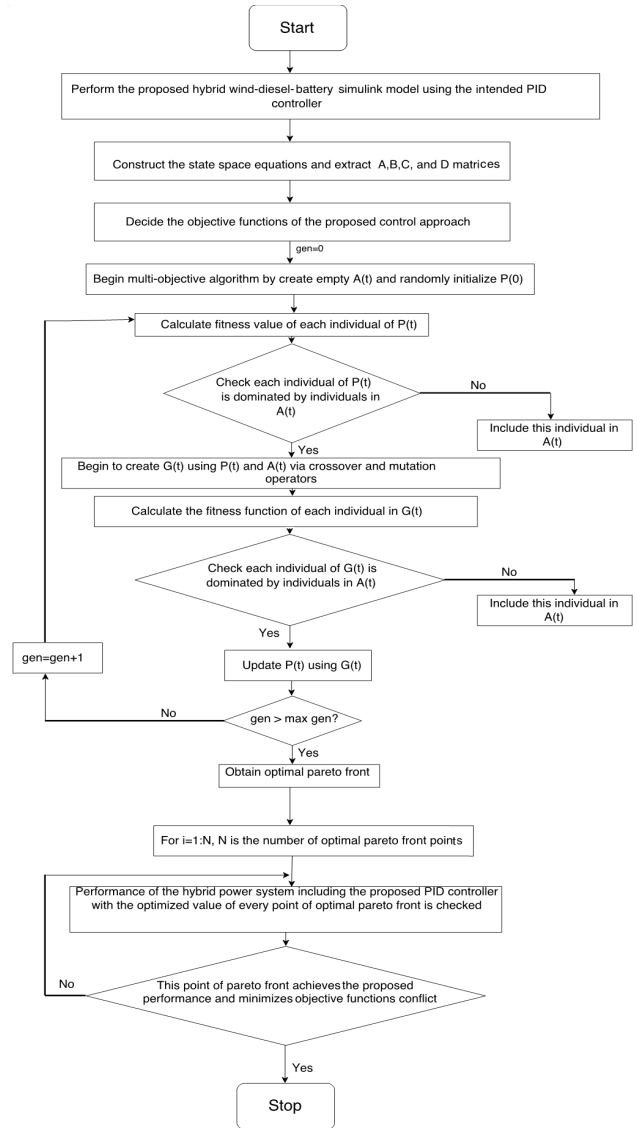 Start
Perform the proposed hybrid wind-diesel-battery simulink model using the intended PID
controller
Construct the state space equations and extract A,B,C, and D matrices
Decide the objective functions of the proposed control approach
gen=0
Begin multi-objective algorithm by create empty A(t) and randomly initialize P(0)
Calculate fitness value of each individual of P(t)
Check each individual of P(t)
is dominated by individuals in
A(t)
No
Include this individual in
A(t)
Yes
Begin to create G(t) using P(t) and A(t) via crossover and mutation
operators
Calculate the fitness function of each individual in G(t)
Check each individual of G(t) is
dominated by individuals in A(t)
No
Include this individual in
A(t)
Yes
Update P(t) using G(t)
gen=gen+1
No
gen > max gen?
Yes
Obtain optimal pareto front
For i=1:N, N is the number of optimal pareto front points
Performance of the hybrid power system including the proposed PID controller
with the optimized value of every point of optimal pareto front is checked
No
This point of pareto front achieves the proposed
performance and minimizes objective functions conflict
Yes
Stop